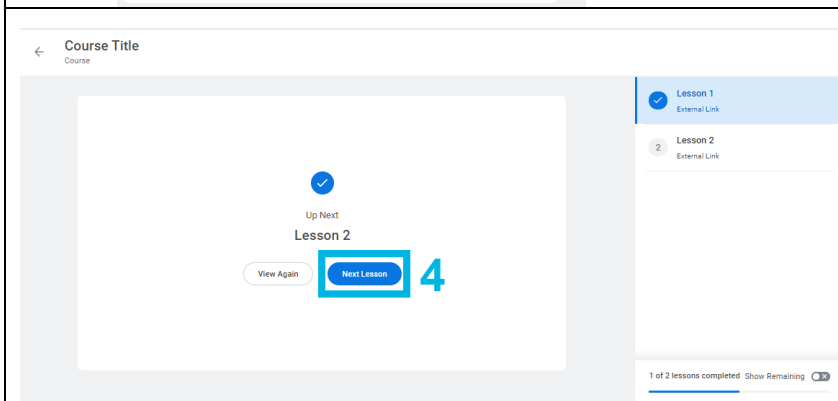 Course Title
Course
Lesson 1
External Link
2
Lesson 2
External Link
Up Next
Lesson 2
View Again
Next Lesson
4
1 of 2 lessons completed Show Remaining